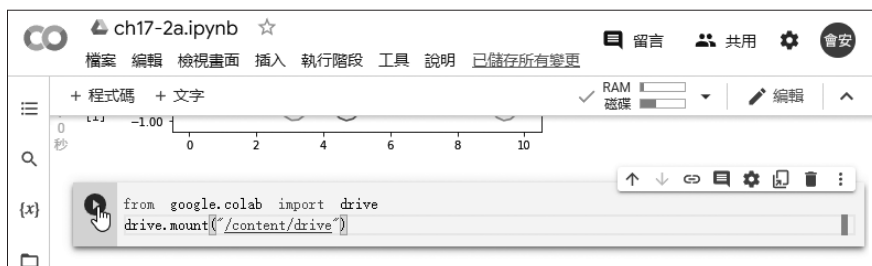 ch17-2a.ipynb
留言 共用 會安
檔案 編輯 檢視畫面 插入 執行階段 工具 說明 已儲存所有變更
+ 程式碼 + 文字
RAM
磁碟
編輯
[1]
0
秒
-1.00
0 2 4 6 8 10
{x}
from google.colab import drive
drive.mount("/content/drive")